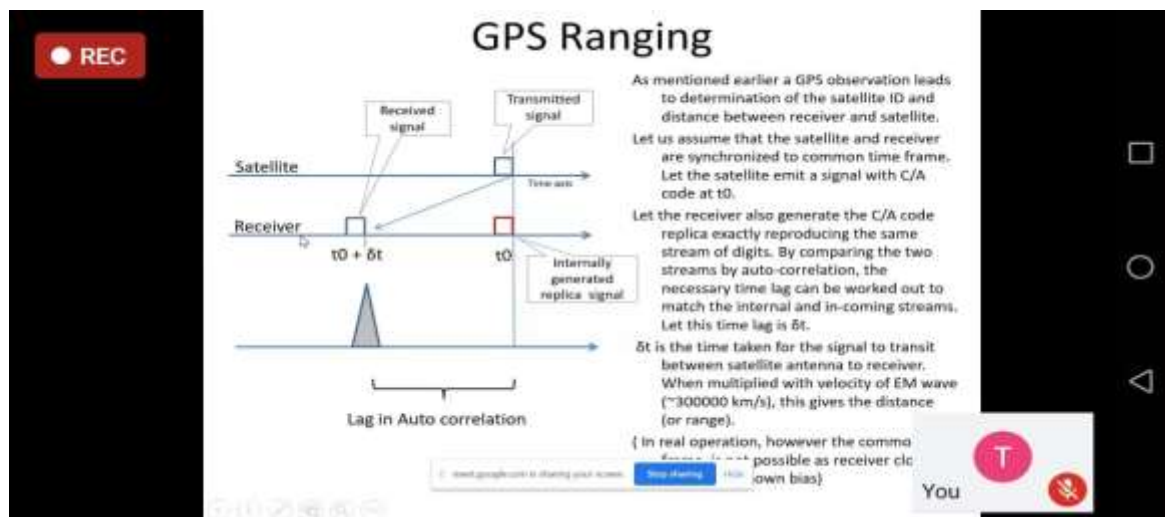 REC
GPS Ranging
Received
signal
Transmitted
signal
Satellite
Time axis
Receiver
t0 + δt
t0
Internally
generated
replica signal
Lag in Auto correlation
As mentioned earlier a GPS observation leads
to determination of the satellite ID and
distance between receiver and satellite.
Let us assume that the satellite and receiver
are synchronized to common time frame.
Let the satellite emit a signal with C/A
code at t0.
Let the receiver also generate the C/A code
replica exactly reproducing the same
stream of digits. By comparing the two
streams by auto-correlation, the
necessary time lag can be worked out to
match the internal and in-coming streams.
Let this time lag is δt.
δt is the time taken for the signal to transit
between satellite antenna to receiver.
When multiplied with velocity of EM wave
(~300000 km/s), this gives the distance
(or range).
( In real operation, however the commo
possible as receiver clo
own bias)
meet.google.com is sharing your screen.
Stop sharing
Hide
T
You